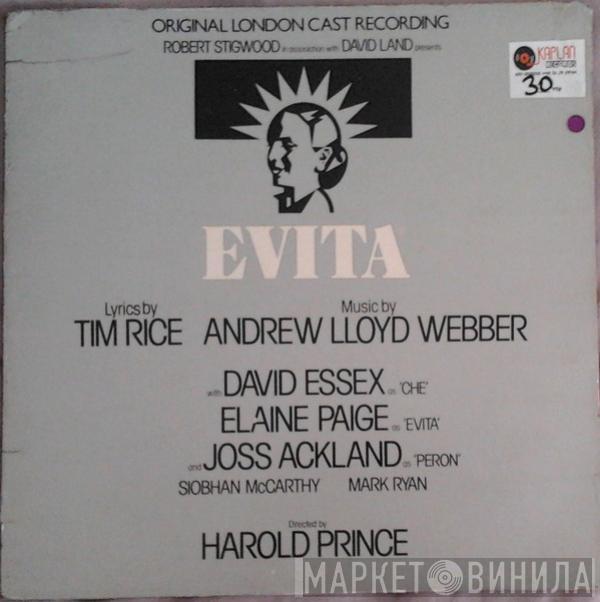 ORIGINAL LONDON CAST RECORDING
ROBERT STIGWOOD in association with DAVID LAND presents
KAPLAN
30
EVITA
Lyrics by Music by
TIM RICE ANDREW LLOYD WEBBER
with DAVID ESSEX as 'CHE'
ELAINE PAIGE as 'EVITA'
and JOSS ACKLAND as 'PERON'
SIOBHAN McCARTHY MARK RYAN
Directed by
HAROLD PRINCE
МАРКЕТ ВИНИЛА